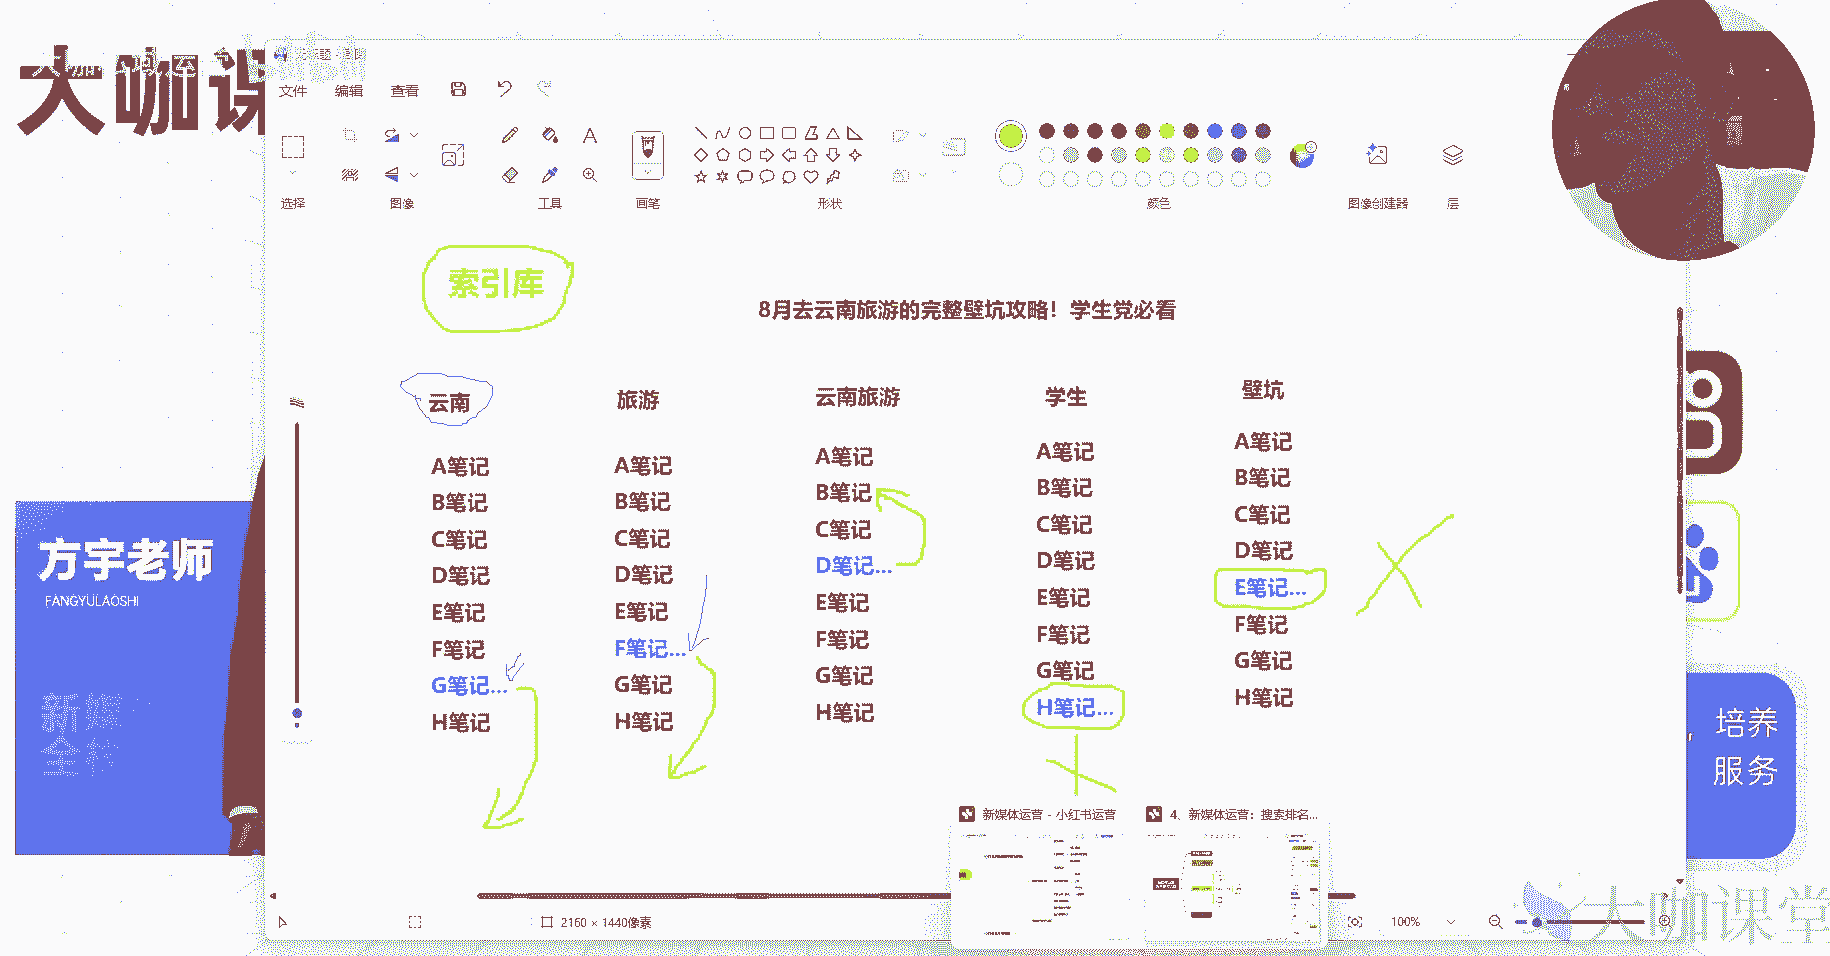 大咖课
文件 编辑 查看
选择 图像 工具 画笔 形状 颜色 图像创建器 层
索引库
8月去云南旅游的完整壁坑攻略！学生党必看
云南
A笔记
B笔记
C笔记
D笔记
E笔记
F笔记
G笔记...
H笔记
旅游
A笔记
B笔记
C笔记
D笔记
E笔记
F笔记...
G笔记
H笔记
云南旅游
A笔记
B笔记
C笔记
D笔记...
E笔记
F笔记
G笔记
H笔记
学生
A笔记
B笔记
C笔记
D笔记
E笔记
F笔记
G笔记
H笔记...
壁坑
A笔记
B笔记
C笔记
D笔记
E笔记...
F笔记
G笔记
H笔记
方宇老师
FANGYULAOSHI
新媒
全
培养
服务
新媒体运营 - 小红书运营
4、新媒体运营：搜索排名...
2160 × 1440像素
100%
大咖课堂